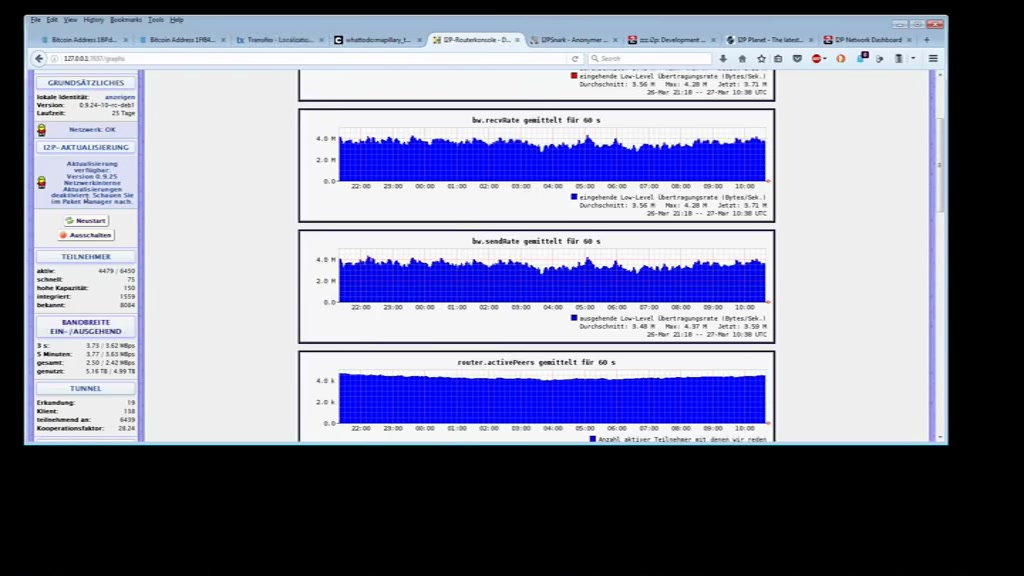 File Edit View History Bookmarks Tools Help
Bitcoin Address 1BPd...
Bitcoin Address 1FfBA...
Transifex - Localizatio...
whattodo:mapillary_t...
I2P-Routerkonsole - D...
I2PSnark - Anonymer ...
:::i2p: Development ...
I2P Planet - The latest...
I2P Network Dashboard
127.0.0.1:7657/graphs
Search
GRUNDSÄTZLICHES
lokale Identität: anzeigen
Version: 0.9.24-10-rc-deb1
Laufzeit: 25 Tage
Netzwerk: OK
I2P-AKTUALISIERUNG
Aktualisierung
verfügbar:
Version 0.9.25
Netzwerkinterne
Aktualisierungen
deaktiviert. Schauen Sie
im Paket Manager nach.
Neustart
Ausschalten
TEILNEHMER
aktiv: 4479 / 6450
schnell: 75
hohe Kapazität: 150
integriert: 1559
bekannt: 8084
BANDBREITE
EIN-/AUSGEHEND
3 s: 3.73 / 3.62 MBps
5 Minuten: 3.77 / 3.63 MBps
gesamt: 2.50 / 2.42 MBps
genutzt: 5.16 TB / 4.99 TB
TUNNEL
Erkundung: 19
Klient: 138
teilnehmend an: 6439
Kooperationsfaktor: 28.24
eingehende Low-Level Übertragungsrate (Bytes/Sek.)
Durchschnitt: 3.56 M Max: 4.28 M Jetzt: 3.71 M
26-Mar 21:18 -- 27-Mar 10:38 UTC
bw.recvRate gemittelt für 60 s
4.0 M
2.0 M
0.0
22:00 23:00 00:00 01:00 02:00 03:00 04:00 05:00 06:00 07:00 08:00 09:00 10:00
eingehende Low-Level Übertragungsrate (Bytes/Sek.)
Durchschnitt: 3.56 M Max: 4.28 M Jetzt: 3.71 M
26-Mar 21:18 -- 27-Mar 10:38 UTC
bw.sendRate gemittelt für 60 s
4.0 M
2.0 M
0.0
22:00 23:00 00:00 01:00 02:00 03:00 04:00 05:00 06:00 07:00 08:00 09:00 10:00
ausgehende Low-Level Übertragungsrate (Bytes/Sek.)
Durchschnitt: 3.48 M Max: 4.37 M Jetzt: 3.59 M
26-Mar 21:18 -- 27-Mar 10:38 UTC
router.activePeers gemittelt für 60 s
4.0 k
2.0 k
0.0
22:00 23:00 00:00 01:00 02:00 03:00 04:00 05:00 06:00 07:00 08:00 09:00 10:00
Anzahl aktiver Teilnehmer mit denen wir reden